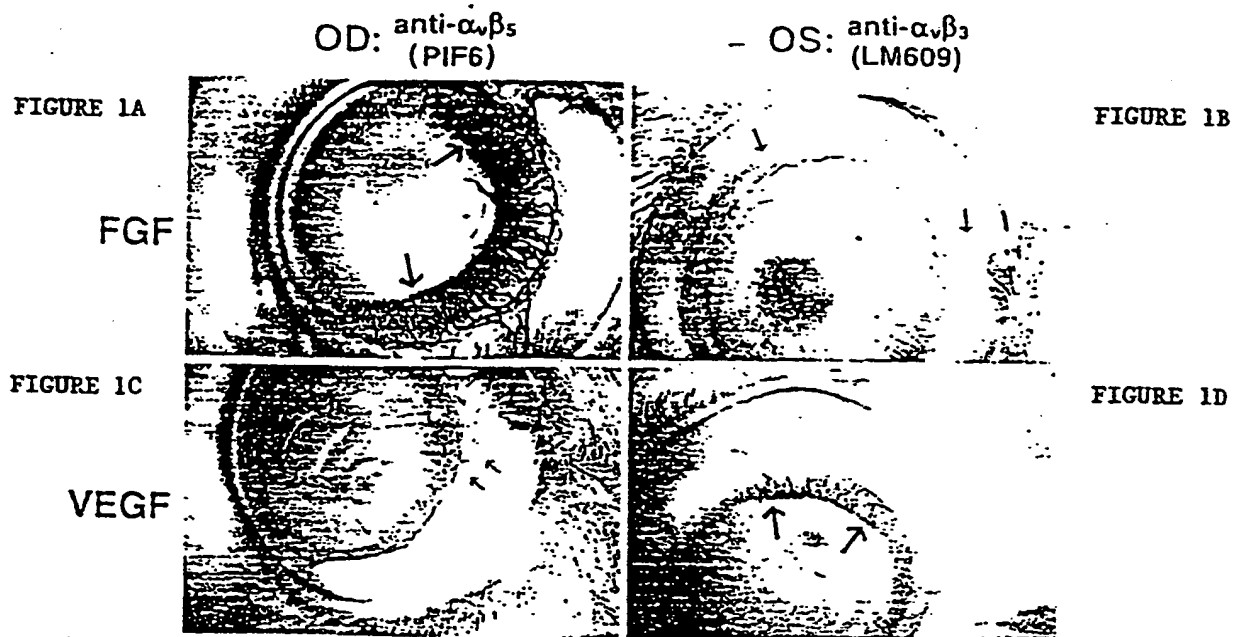 OD: anti-αᵥβ₅
(PIF6)
– OS: anti-αᵥβ₃
(LM609)
FIGURE 1A
FIGURE 1B
FGF
FIGURE 1C
FIGURE 1D
VEGF